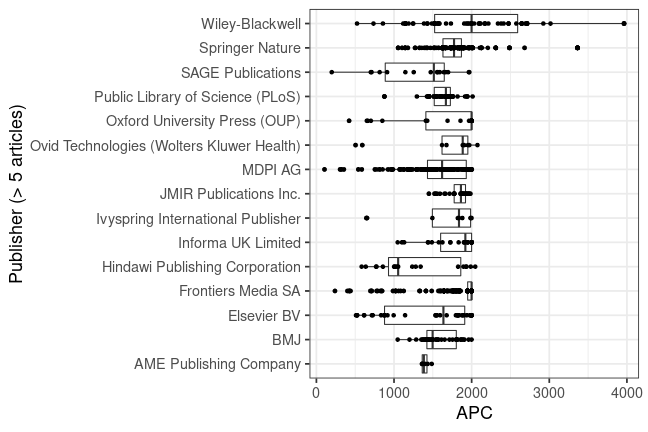 Publisher (> 5 articles)
Wiley-Blackwell
Springer Nature
SAGE Publications
Public Library of Science (PLoS)
Oxford University Press (OUP)
Ovid Technologies (Wolters Kluwer Health)
MDPI AG
JMIR Publications Inc.
Ivyspring International Publisher
Informa UK Limited
Hindawi Publishing Corporation
Frontiers Media SA
Elsevier BV
BMJ
AME Publishing Company
0 1000 2000 3000 4000
APC